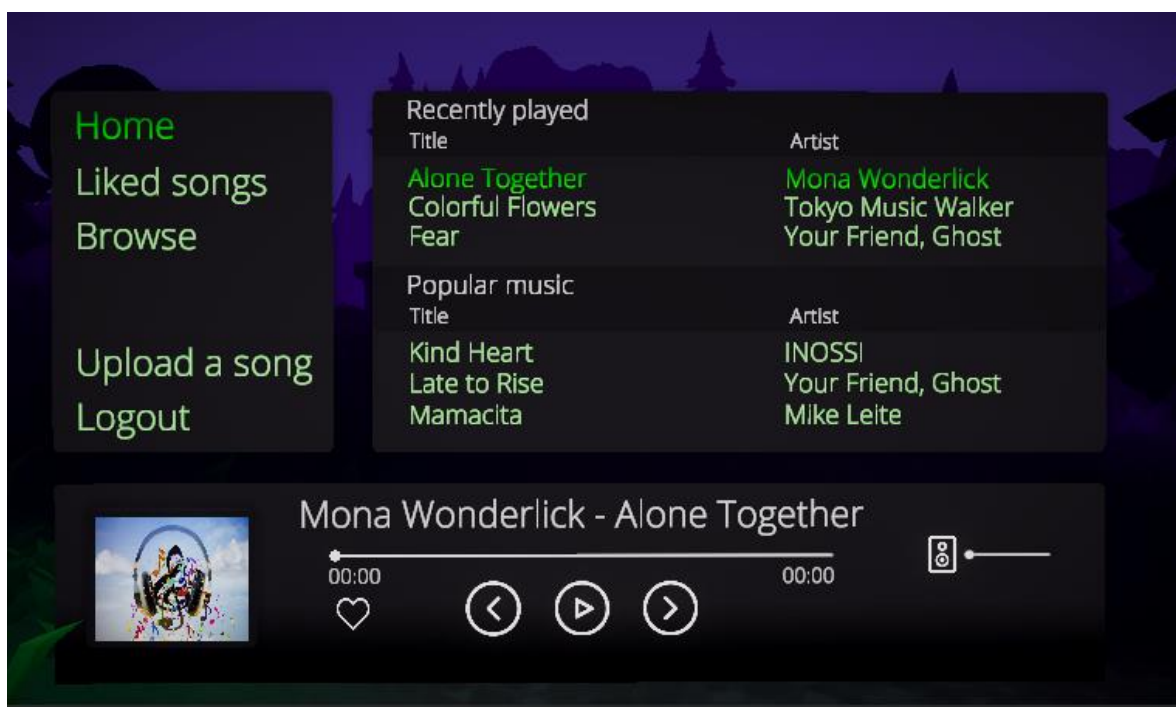 Home
Liked songs
Browse
Upload a song
Logout
Recently played
Title Artist
Alone Together Mona Wonderlick
Colorful Flowers Tokyo Music Walker
Fear Your Friend, Ghost
Popular music
Title Artist
Kind Heart INOSSI
Late to Rise Your Friend, Ghost
Mamacita Mike Leite
Mona Wonderlick - Alone Together
00:00 00:00